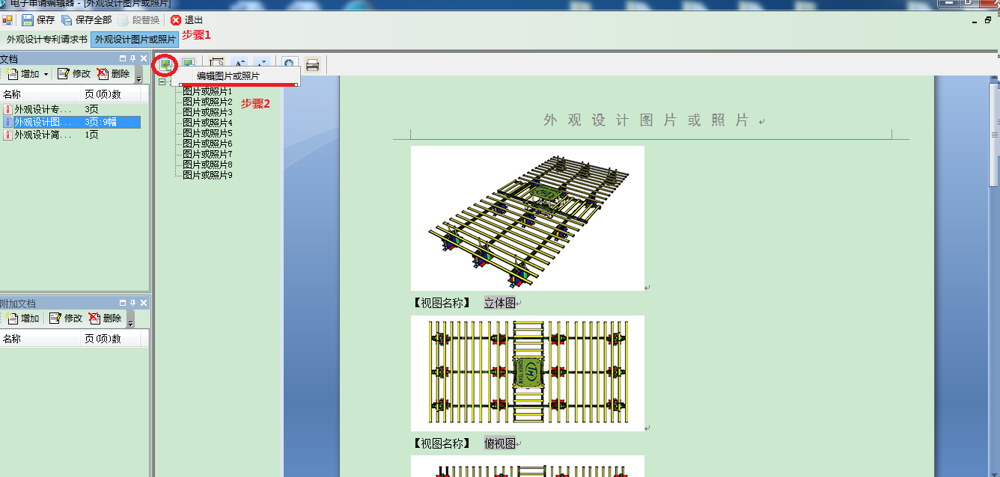 电子申请编辑器 - [外观设计图片或照片]
保存 保存全部 段替换 退出
外观设计专利请求书 外观设计图片或照片 步骤1
文档
增加 修改 删除
名称 页(项)数
外观设计专... 3页
外观设计图... 3页:9幅
外观设计简... 1页
附加文档
增加 修改 删除
名称 页(项)数
编辑图片或照片
图片或照片1
图片或照片2
步骤2
图片或照片3
图片或照片4
图片或照片5
图片或照片6
图片或照片7
图片或照片8
图片或照片9
外观设计图片或照片
【视图名称】 立体图
TM
POWER TEAM
【视图名称】 俯视图